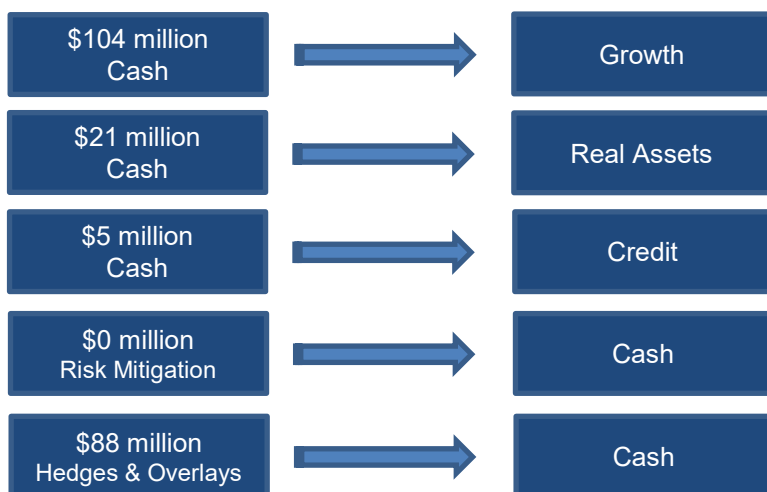 $104 million
Cash
Growth
$21 million
Cash
Real Assets
$5 million
Cash
Credit
$0 million
Risk Mitigation
Cash
$88 million
Hedges & Overlays
Cash